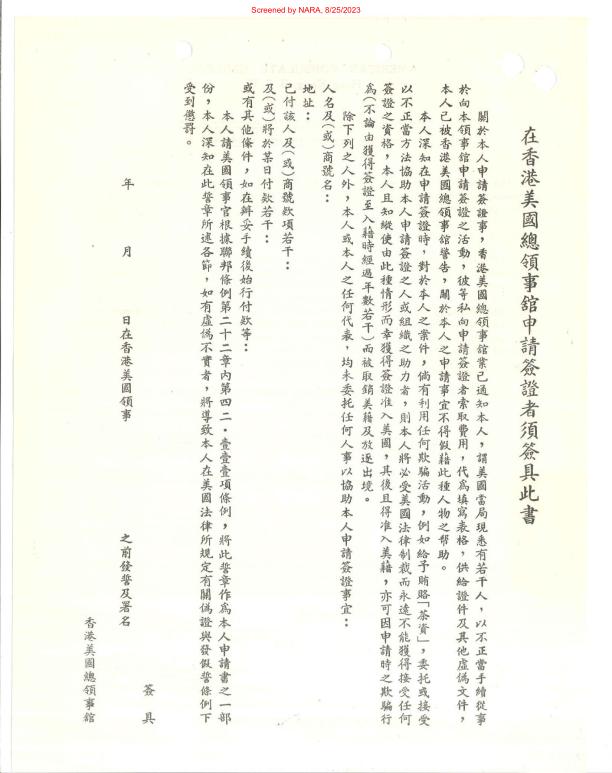 Screened by NARA, 8/25/2023
在香港美國總領事舘申請簽證者須簽具此書
關於本人申請簽證事，香港美國總領事舘業已通知本人，謂美國當局現悉有若干人，以不正當手續從事
於向本領事舘申請簽證之活動，彼等私向申請簽證者索取費用，代爲填寫表格，供給證件及其他虛偽文件，
本人已被香港美國總領事舘警告，關於本人之申請事宜不得假藉此種人物之幫助。
本人深知在申請簽證時，對於本人之案件，倘有利用任何欺騙活動，例如給予賄賂「茶資」，委托或接受
以不正當方法協助本人申請簽證之人或組織之助力者，則本人將必受美國法律制裁而永遠不能獲得接受任何
簽證之資格，本人且知縱使由此種情形而幸獲得簽證准入美國，其後且得准入美籍，亦可因申請時之欺騙行
爲（不論由獲得簽證至入藉時經過年數若干）而被取銷美籍及放逐出境。
除下列之人外，本人或本人之任何代表，均未委托任何人事以協助本人申請簽證事宜：
人名及（或）商號名：
地址：
已付該人及（或）商號欵項若干：
及（或）將於某日付欵若干：
或有其他條件，如在辦妥手續後始行付欵等：
本人請美國領事官根據聯邦條例第二十二章內第四二·壹壹壹項條例，將此誓章作爲本人申請書之一部
份，本人深知在此誓章所述各節，如有虛偽不實者，將導致本人在美國法律所規定有關偽證與發假誓條例下
受到懲罰。
簽具
年 月 日在香港美國領事 之前發誓及署名
香港美國總領事舘